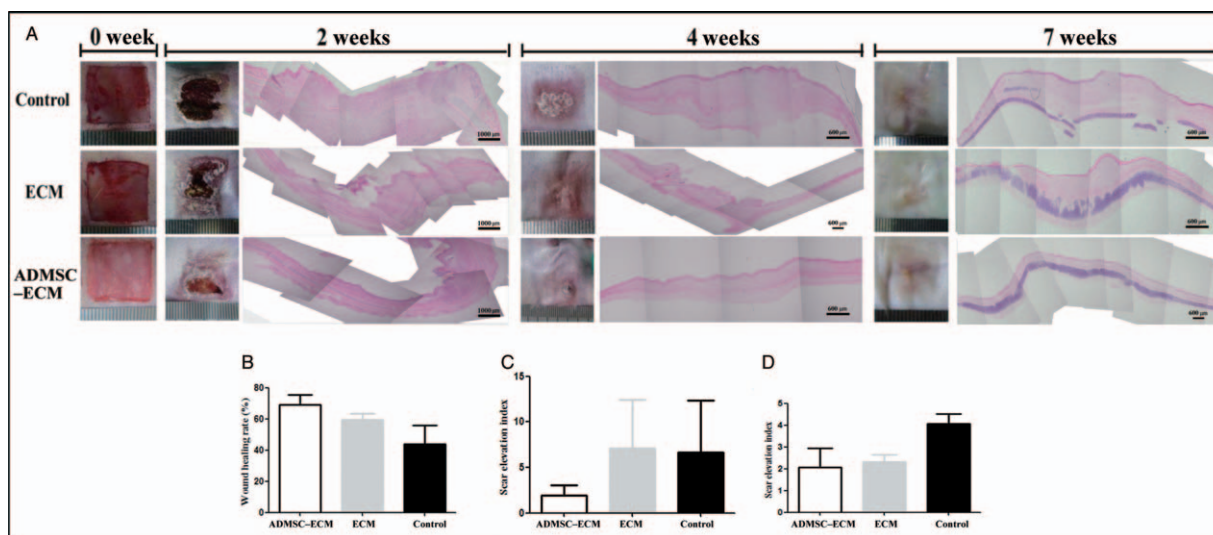 A
0 week 2 weeks 4 weeks 7 weeks
Control
1000 μm
600 μm
600 μm
ECM
1000 μm
600 μm
600 μm
ADMSC
-ECM
1000 μm
600 μm
600 μm
B
Wound healing rate (%)
80
60
40
20
0
ADMSC-ECM ECM Control
C
Scar elevation index
15
10
5
0
ADMSC-ECM ECM Control
D
Scar elevation index
5
4
3
2
1
0
ADMSC-ECM ECM Control